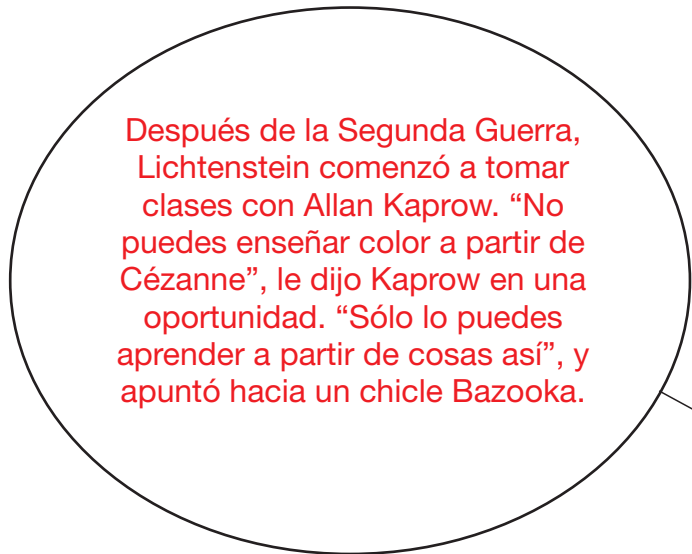 Después de la Segunda Guerra,
Lichtenstein comenzó a tomar
clases con Allan Kaprow. “No
puedes enseñar color a partir de
Cézanne”, le dijo Kaprow en una
oportunidad. “Sólo lo puedes
aprender a partir de cosas así”, y
apuntó hacia un chicle Bazooka.